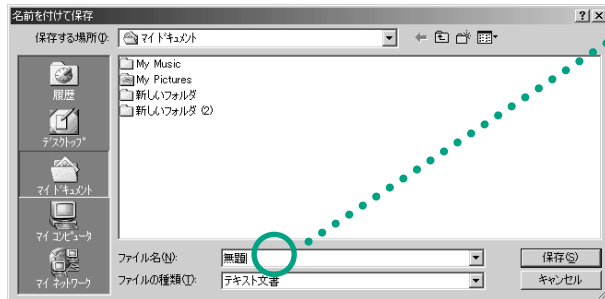 名前を付けて保存
保存する場所(I):
マイ ドキュメント
My Music
My Pictures
新しいフォルダ
新しいフォルダ (2)
履歴
デスクトップ
マイ ドキュメント
マイ コンピュータ
マイ ネットワーク
ファイル名(N):
無題
保存(S)
ファイルの種類(T):
テキスト文書
キャンセル